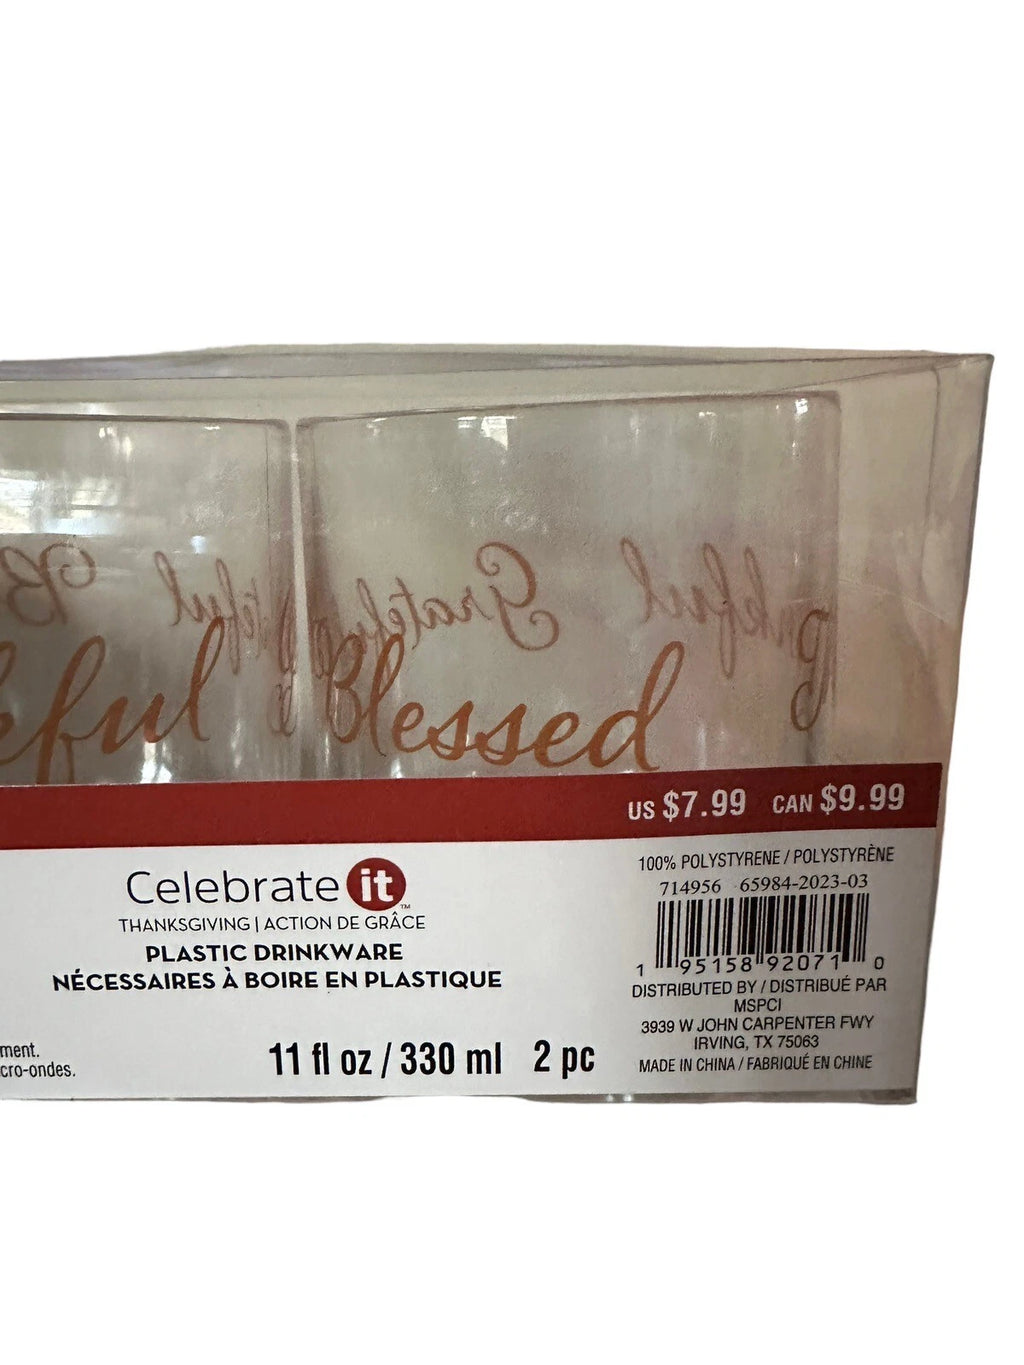 Grateful
Blessed
US $7.99 CAN $9.99
Celebrate it™
THANKSGIVING | ACTION DE GRÂCE
PLASTIC DRINKWARE
NÉCESSAIRES À BOIRE EN PLASTIQUE
ment.
cro-ondes.
11 fl oz / 330 ml 2 pc
100% POLYSTYRENE / POLYSTYRÈNE
714956 65984-2023-03
1 95158 92071 0
DISTRIBUTED BY / DISTRIBUÉ PAR
MSPCI
3939 W JOHN CARPENTER FWY
IRVING, TX 75063
MADE IN CHINA / FABRIQUÉ EN CHINE